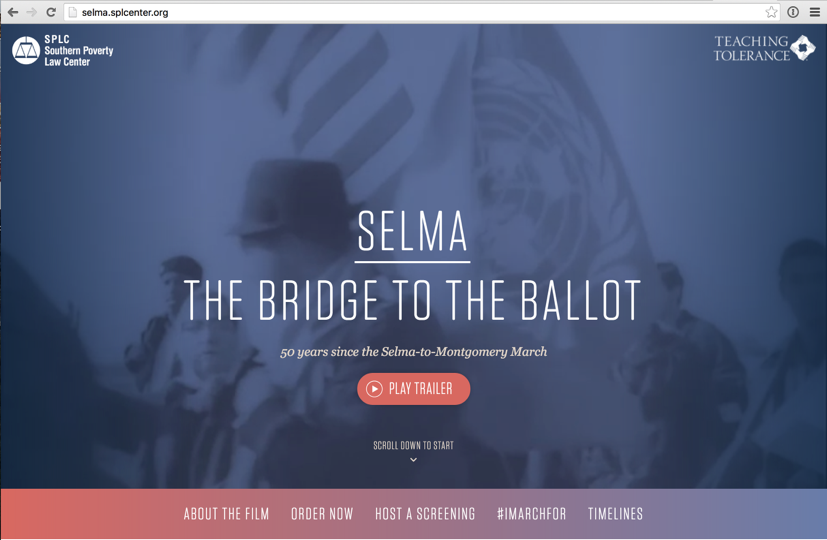 selma.splcenter.org
SPLC
Southern Poverty
Law Center
TEACHING
TOLERANCE
SELMA
THE BRIDGE TO THE BALLOT
50 years since the Selma-to-Montgomery March
PLAY TRAILER
SCROLL DOWN TO START
ABOUT THE FILM ORDER NOW HOST A SCREENING #IMARCHFOR TIMELINES